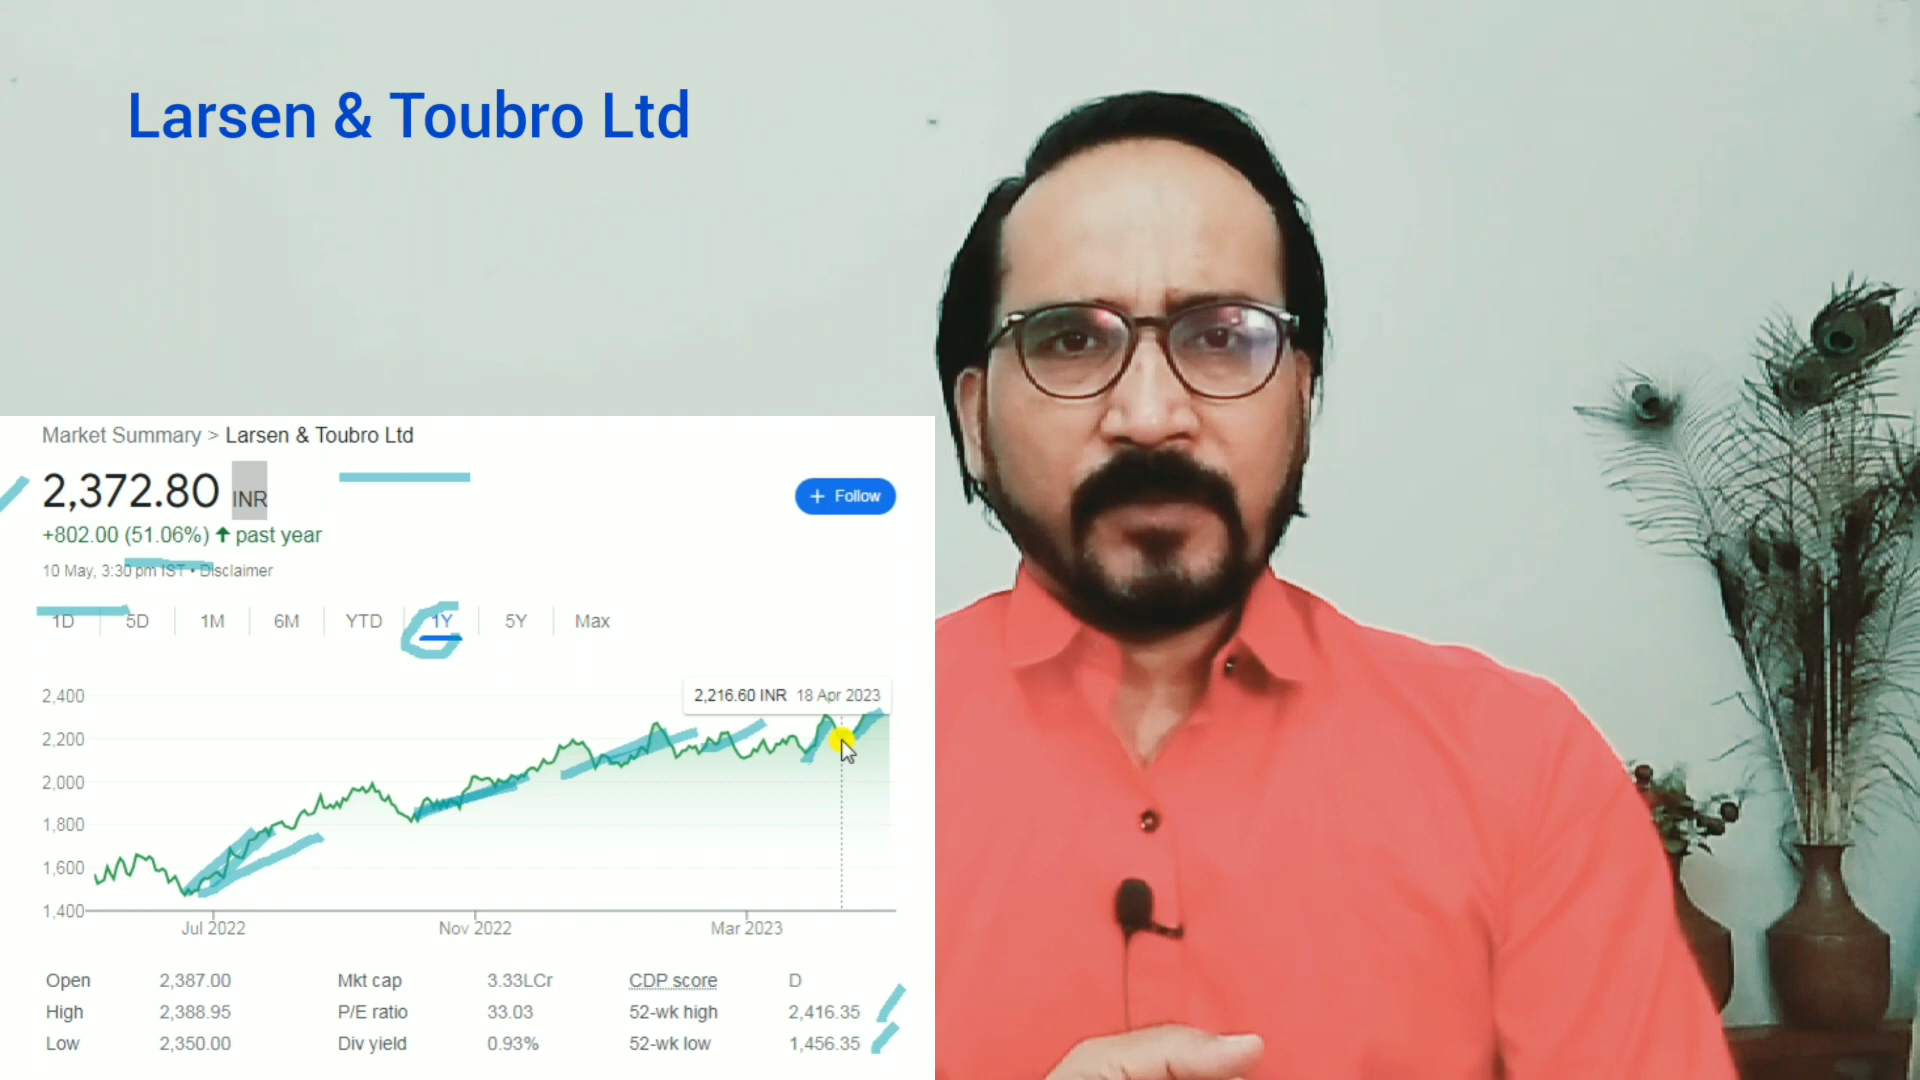 Larsen & Toubro Ltd
Market Summary > Larsen & Toubro Ltd
2,372.80 INR
+ Follow
+802.00 (51.06%) ↑ past year
10 May, 3:30 pm IST • Disclaimer
1D 5D 1M 6M YTD 1Y 5Y Max
2,216.60 INR 18 Apr 2023
2,400
2,200
2,000
1,800
1,600
1,400
Jul 2022 Nov 2022 Mar 2023
Open 2,387.00 Mkt cap 3.33LCr CDP score D
High 2,388.95 P/E ratio 33.03 52-wk high 2,416.35
Low 2,350.00 Div yield 0.93% 52-wk low 1,456.35